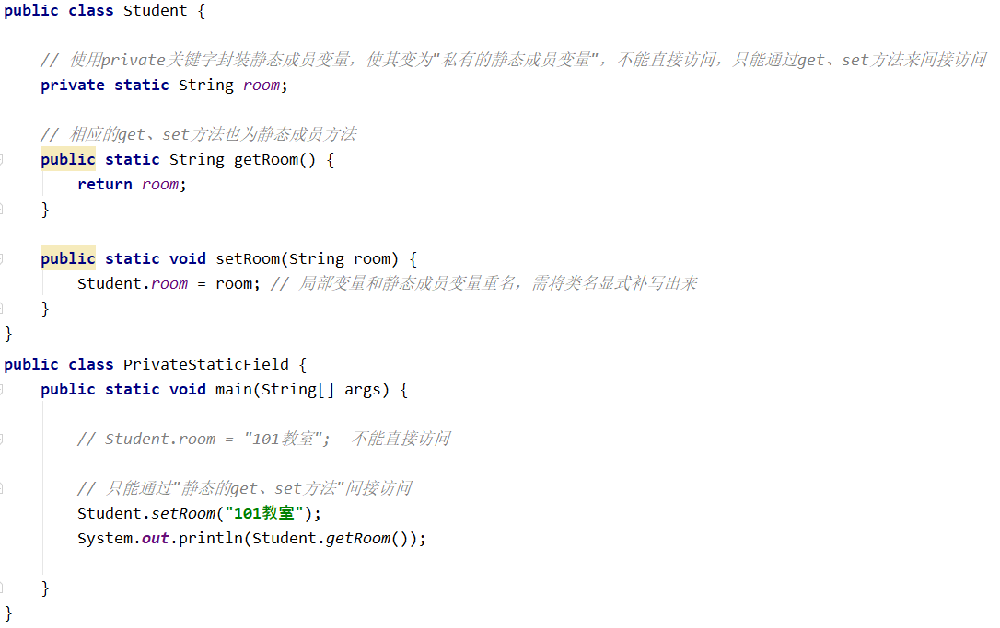 public class Student {
// 使用private关键字封装静态成员变量，使其变为"私有的静态成员变量"，不能直接访问，只能通过get、set方法来间接访问
private static String room;
// 相应的get、set方法也为静态成员方法
public static String getRoom() {
return room;
}
public static void setRoom(String room) {
Student.room = room; // 局部变量和静态成员变量重名，需将类名显式补写出来
}
}
public class PrivateStaticField {
public static void main(String[] args) {
// Student.room = "101教室";  不能直接访问
// 只能通过"静态的get、set方法"间接访问
Student.setRoom("101教室");
System.out.println(Student.getRoom());
}
}